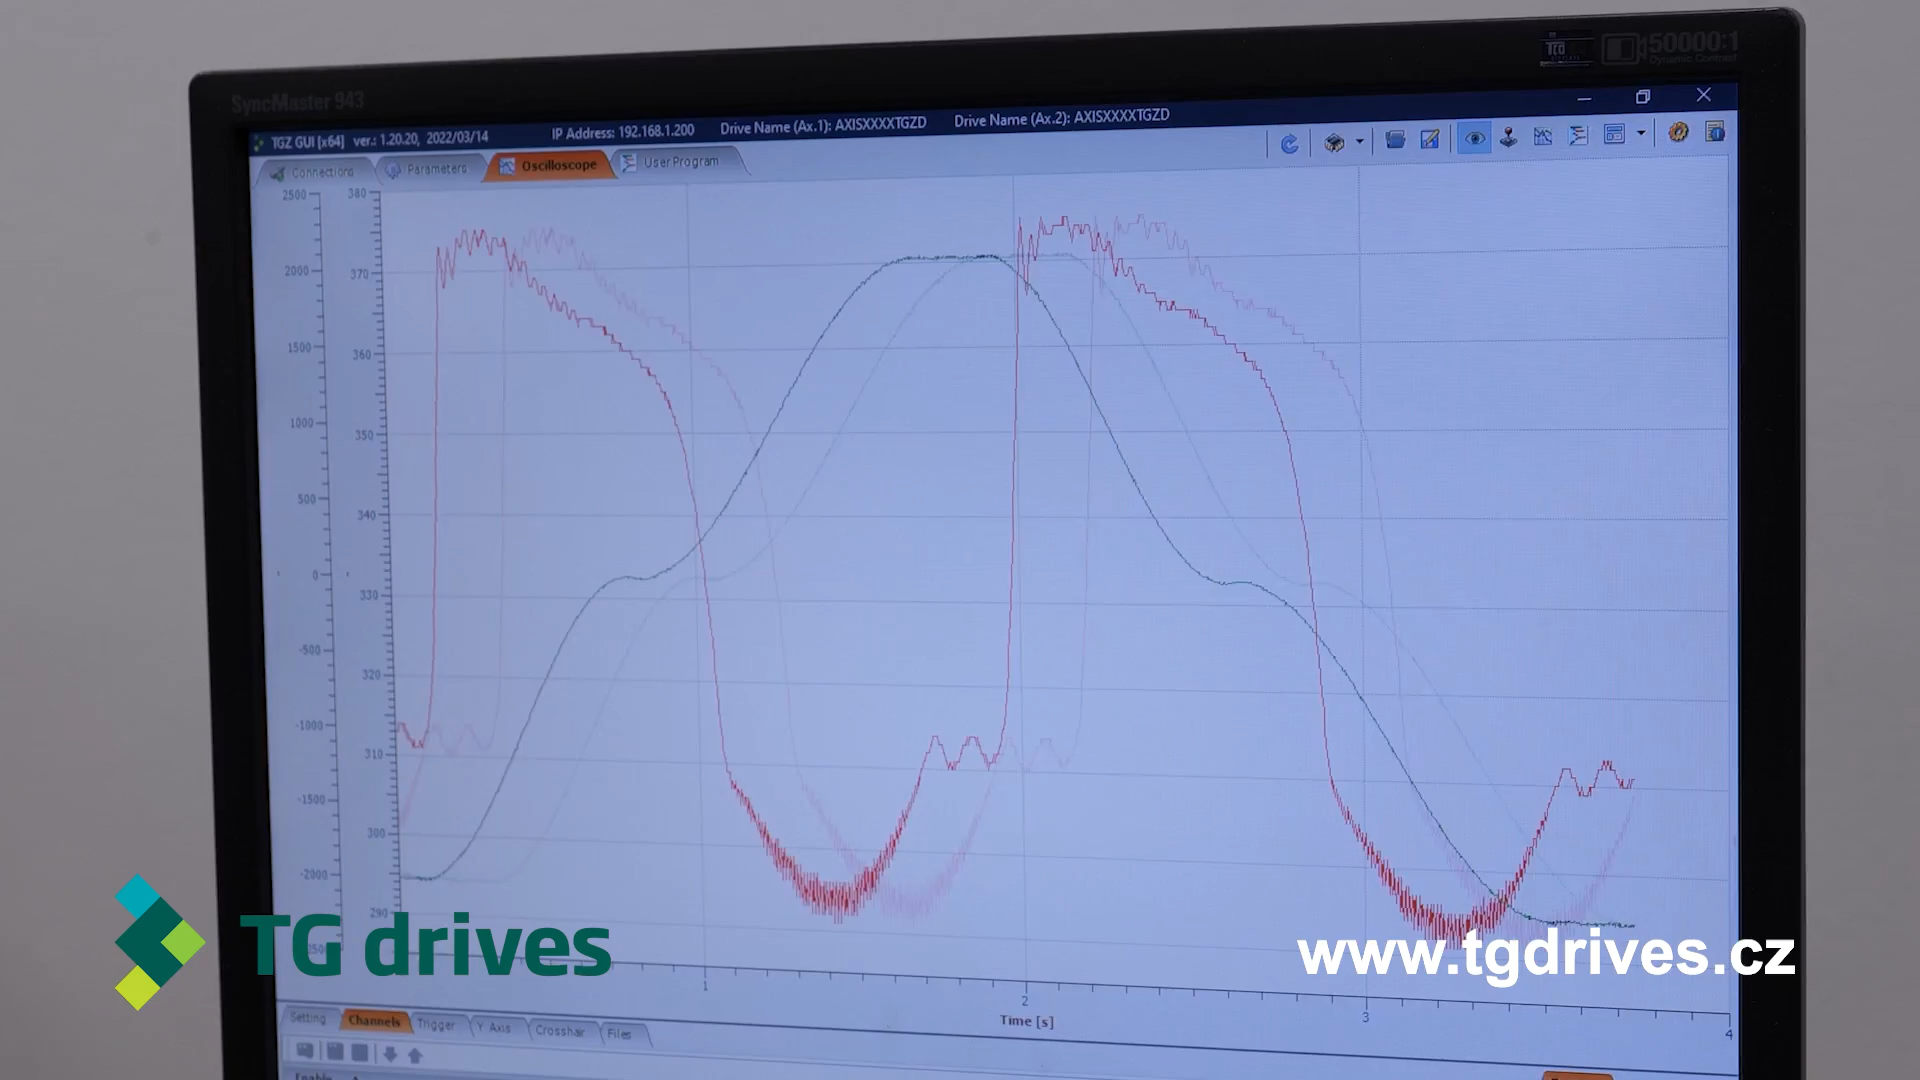 SyncMaster 943
50000:1
Dynamic Contrast
TGZ GUI [x64] ver.: 1.20.20, 2022/03/14 IP Address: 192.168.1.200 Drive Name (Ax.1): AXISXXXXTGZD Drive Name (Ax.2): AXISXXXXTGZD
Connections Parameters Oscilloscope User Program
2500 380
2000 370
1500 360
1000 350
500 340
0 330
-500 320
-1000 310
-1500 300
-2000 290
1 2 3 4
Time [s]
TG drives
www.tgdrives.cz
Setting Channels Trigger Y Axis Crosshair Files